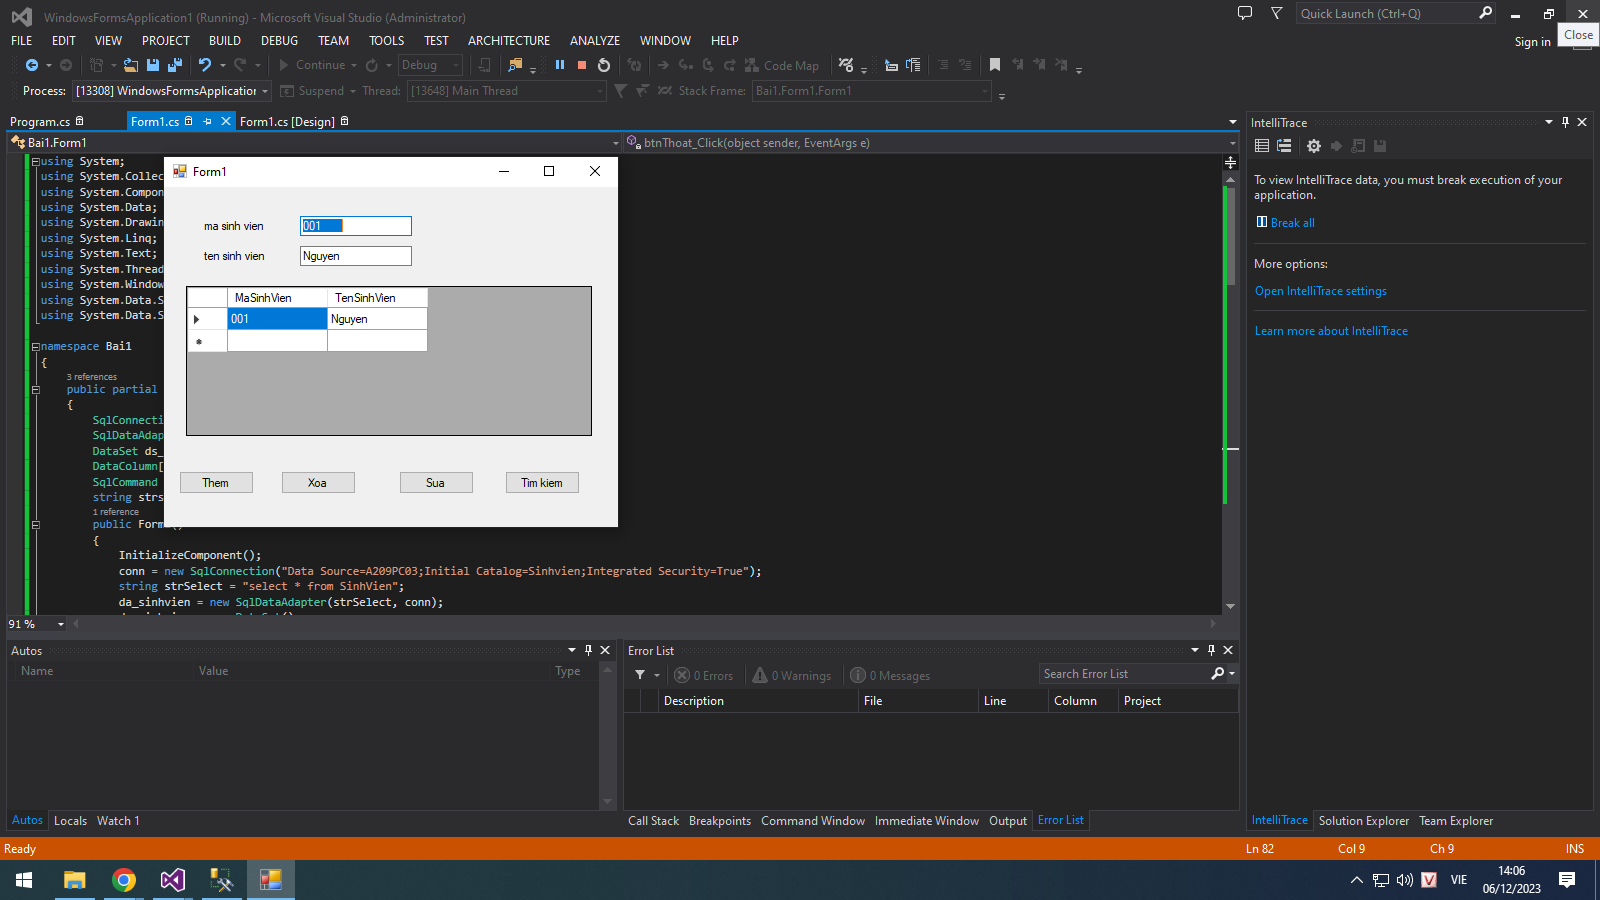 WindowsFormsApplication1 (Running) - Microsoft Visual Studio (Administrator)
Quick Launch (Ctrl+Q)
Close
FILE EDIT VIEW PROJECT BUILD DEBUG TEAM TOOLS TEST ARCHITECTURE ANALYZE WINDOW HELP
Sign in
Continue Debug Code Map
Process: [13308] WindowsFormsApplication Suspend Thread: [13648] Main Thread Stack Frame: Bai1.Form1.Form1
Program.cs Form1.cs Form1.cs [Design]
Bai1.Form1 btnThoat_Click(object sender, EventArgs e)
using System;
using System.Collec
using System.Compon
using System.Data;
using System.Drawin
using System.Linq;
using System.Text;
using System.Thread
using System.Window
using System.Data.S
using System.Data.S
namespace Bai1
{
3 references
public partial
{
SqlConnecti
SqlDataAdap
DataSet ds_
DataColumn[
SqlCommand
string strs
1 reference
public Form
{
InitializeComponent();
conn = new SqlConnection("Data Source=A209PC03;Initial Catalog=Sinhvien;Integrated Security=True");
string strSelect = "select * from SinhVien";
da_sinhvien = new SqlDataAdapter(strSelect, conn);
91 %
Form1
ma sinh vien 001
ten sinh vien Nguyen
MaSinhVien TenSinhVien
001 Nguyen
Them Xoa Sua Tim kiem
IntelliTrace
To view IntelliTrace data, you must break execution of your
application.
Break all
More options:
Open IntelliTrace settings
Learn more about IntelliTrace
Autos
Name Value Type
Autos Locals Watch 1
Error List
0 Errors 0 Warnings 0 Messages Search Error List
Description File Line Column Project
Call Stack Breakpoints Command Window Immediate Window Output Error List
IntelliTrace Solution Explorer Team Explorer
Ready Ln 82 Col 9 Ch 9 INS
VIE 14:06
06/12/2023